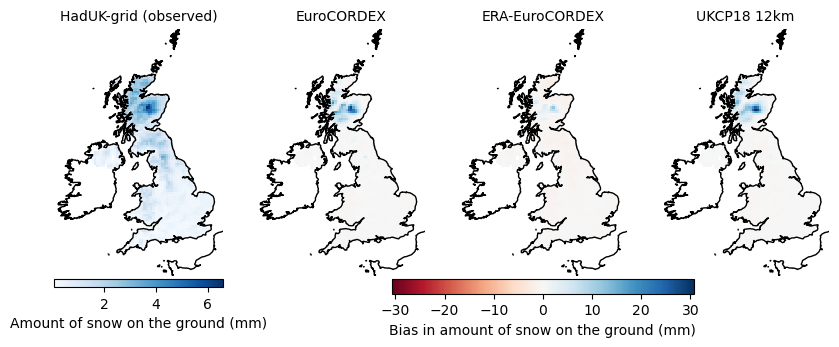 HadUK-grid (observed)
EuroCORDEX
ERA-EuroCORDEX
UKCP18 12km
2 4 6
Amount of snow on the ground (mm)
−30 −20 −10 0 10 20 30
Bias in amount of snow on the ground (mm)